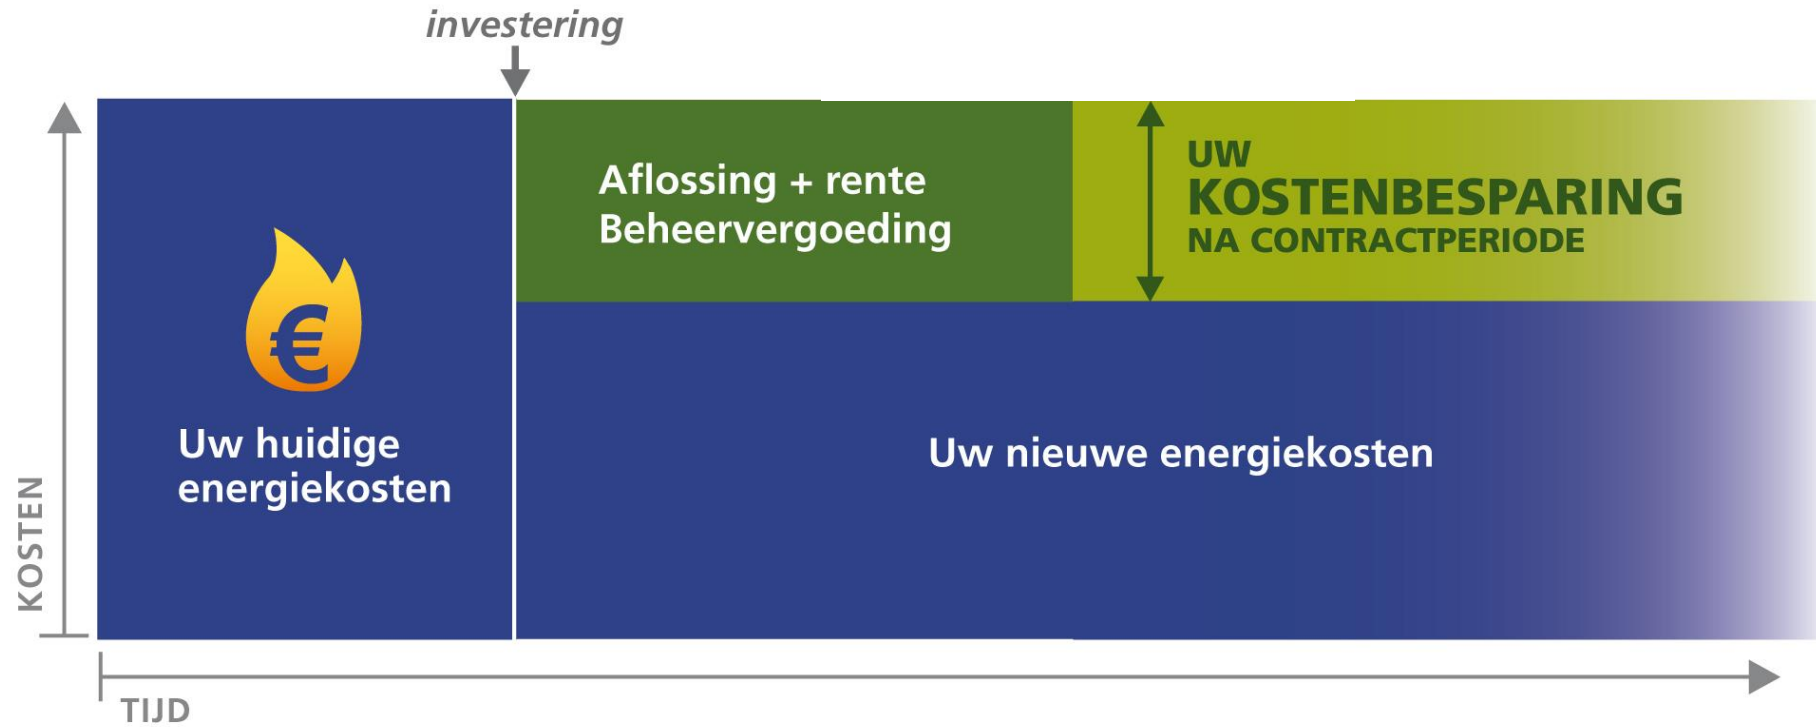 investering
Aflossing + rente
Beheervergoeding
UW
KOSTENBESPARING
NA CONTRACTPERIODE
€
Uw huidige
energiekosten
Uw nieuwe energiekosten
KOSTEN
TIJD